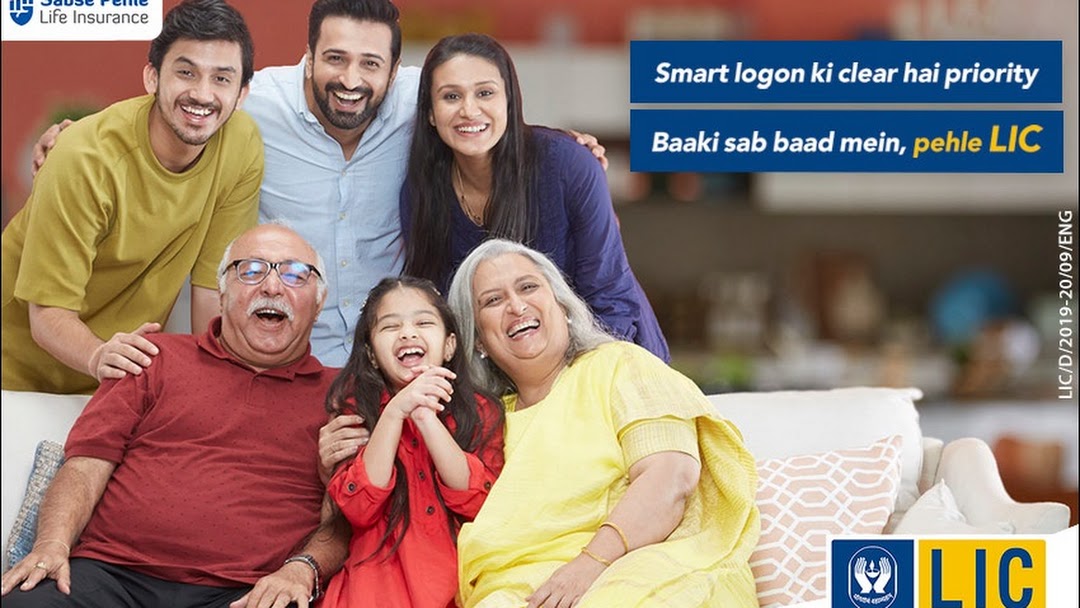 Sabse Pehle
Life Insurance
Smart logon ki clear hai priority
Baaki sab baad mein, pehle LIC
LIC/D/2019-20/09/ENG
LIC